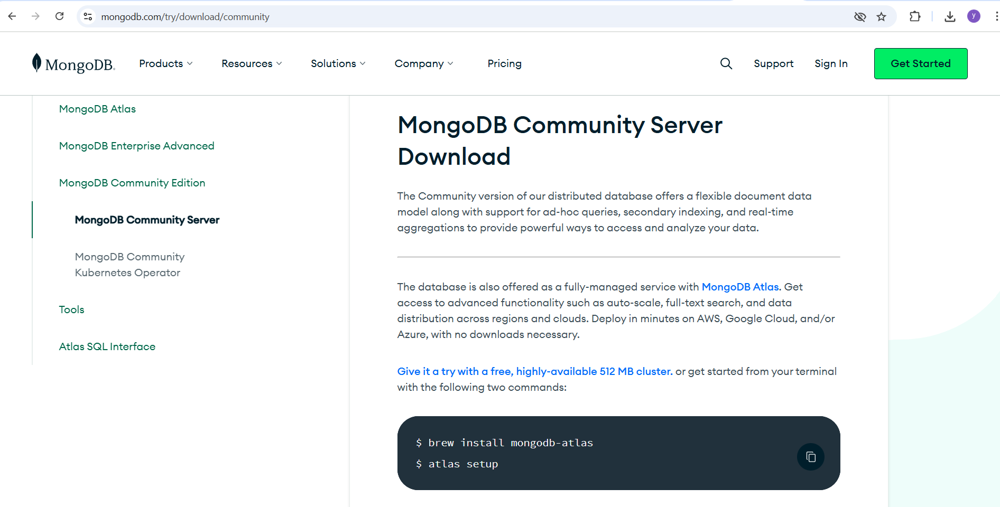 mongodb.com/try/download/community
y
MongoDB.
Products
Resources
Solutions
Company
Pricing
Support
Sign In
Get Started
MongoDB Atlas
MongoDB Enterprise Advanced
MongoDB Community Edition
MongoDB Community Server
MongoDB Community
Kubernetes Operator
Tools
Atlas SQL Interface
MongoDB Community Server
Download
The Community version of our distributed database offers a flexible document data
model along with support for ad-hoc queries, secondary indexing, and real-time
aggregations to provide powerful ways to access and analyze your data.
The database is also offered as a fully-managed service with MongoDB Atlas. Get
access to advanced functionality such as auto-scale, full-text search, and data
distribution across regions and clouds. Deploy in minutes on AWS, Google Cloud, and/or
Azure, with no downloads necessary.
Give it a try with a free, highly-available 512 MB cluster. or get started from your terminal
with the following two commands:
$ brew install mongodb-atlas
$ atlas setup